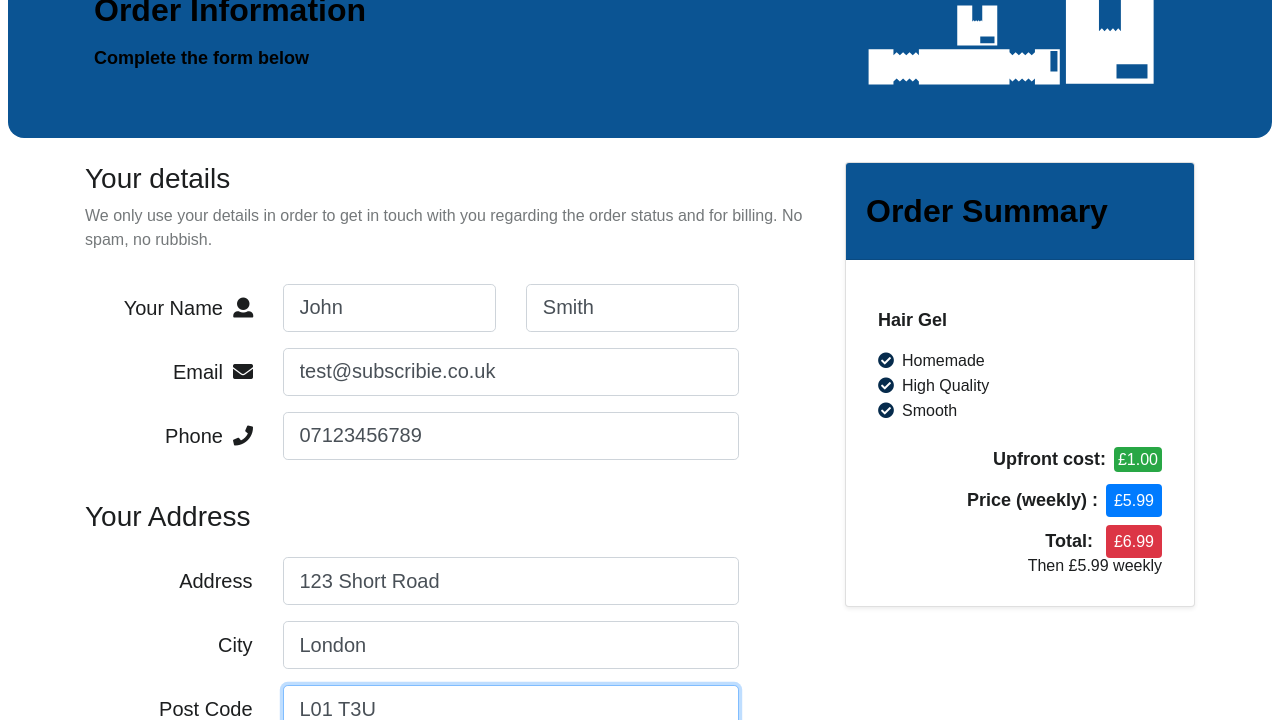 Order Information
Complete the form below
Your details
We only use your details in order to get in touch with you regarding the order status and for billing. No
spam, no rubbish.
Your Name
John
Smith
Email
test@subscribie.co.uk
Phone
07123456789
Your Address
Address
123 Short Road
City
London
Post Code
L01 T3U
Order Summary
Hair Gel
Homemade
High Quality
Smooth
Upfront cost: £1.00
Price (weekly) : £5.99
Total: £6.99
Then £5.99 weekly